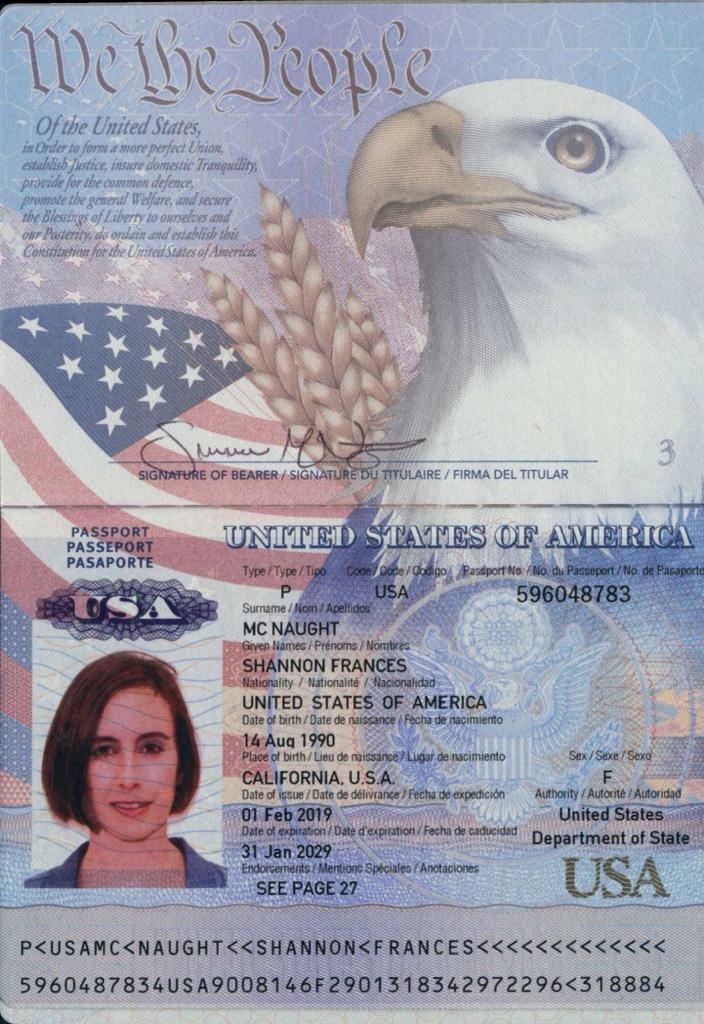 We the People
Of the United States,
in Order to form a more perfect Union,
establish Justice, insure domestic Tranquility,
provide for the common defence,
promote the general Welfare, and secure
the Blessings of Liberty to ourselves and
our Posterity, do ordain and establish this
Constitution for the United States of America.
SIGNATURE OF BEARER / SIGNATURE DU TITULAIRE / FIRMA DEL TITULAR
3
PASSPORT
PASSEPORT
PASAPORTE
USA
UNITED STATES OF AMERICA
Type / Type / Tipo Code / Code / Codigo Passport No. / No. du Passeport / No. de Pasaporte
P USA 596048783
Surname / Nom / Apellidos
MC NAUGHT
Given Names / Prénoms / Nombres
SHANNON FRANCES
Nationality / Nationalité / Nacionalidad
UNITED STATES OF AMERICA
Date of birth / Date de naissance / Fecha de nacimiento
14 Aug 1990
Place of birth / Lieu de naissance / Lugar de nacimiento Sex / Sexe / Sexo
CALIFORNIA, U.S.A. F
Date of issue / Date de délivrance / Fecha de expedición Authority / Autorité / Autoridad
01 Feb 2019 United States
Date of expiration / Date d'expiration / Fecha de caducidad Department of State
31 Jan 2029
Endorsements / Mentions Spéciales / Anotaciones
SEE PAGE 27 USA
P<USAMC<NAUGHT<<SHANNON<FRANCES<<<<<<<<<<<<<
5960487834USA9008146F2901318342972296<318884